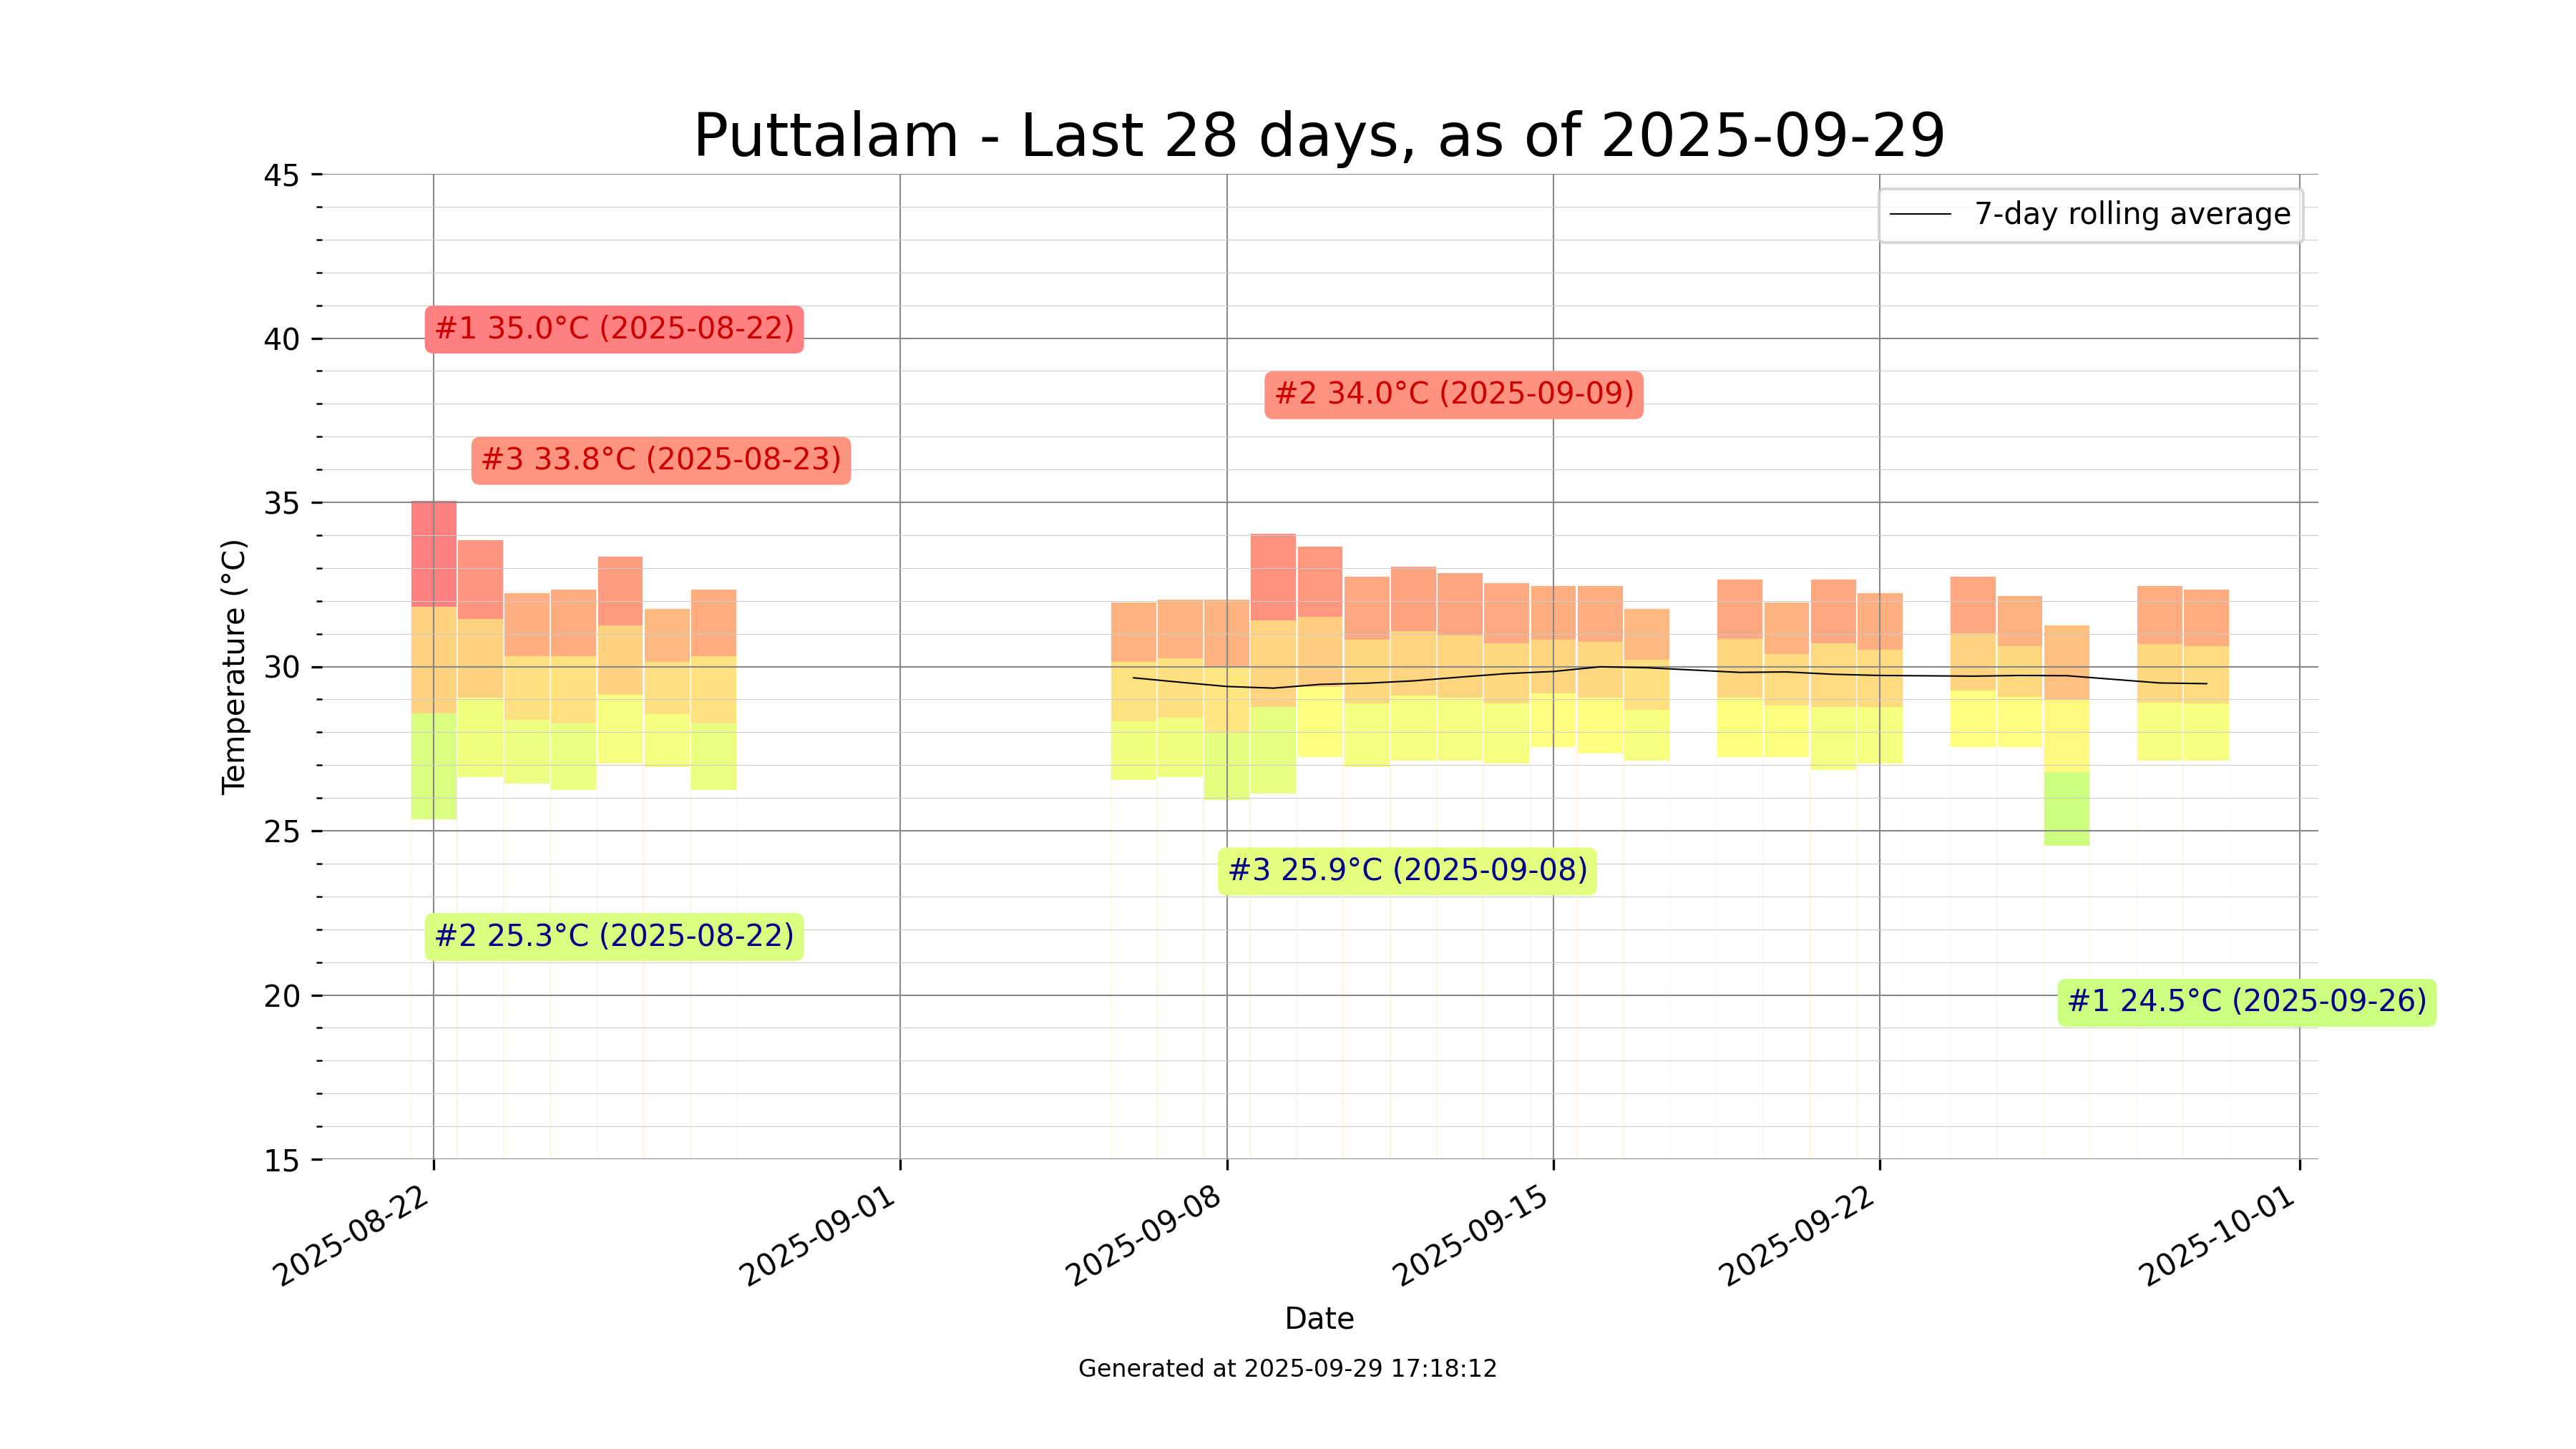 Puttalam - Last 28 days, as of 2025-09-29
45
7-day rolling average
#1 35.0°C (2025-08-22)
40
#2 34.0°C (2025-09-09)
#3 33.8°C (2025-08-23)
35
Temperature (°C)
30
25
#3 25.9°C (2025-09-08)
#2 25.3°C (2025-08-22)
20
#1 24.5°C (2025-09-26)
15
2025-08-22
2025-09-01
2025-09-08
2025-09-15
2025-09-22
2025-10-01
Date
Generated at 2025-09-29 17:18:12